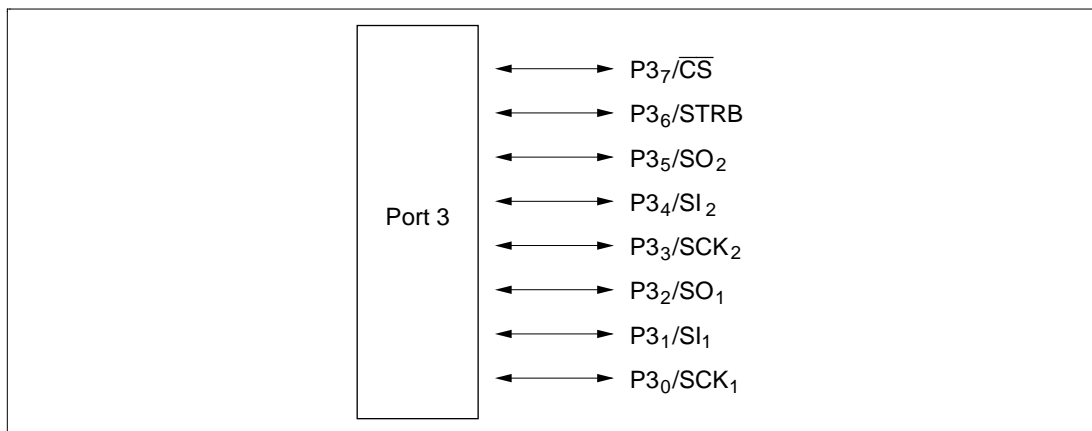 P3₇/C̅S̅
P3₆/STRB
P3₅/SO₂
P3₄/SI₂
Port 3
P3₃/SCK₂
P3₂/SO₁
P3₁/SI₁
P3₀/SCK₁